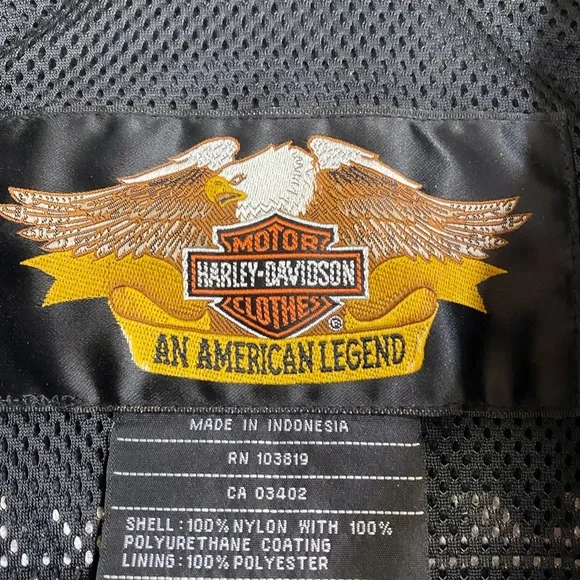 MOTOR
HARLEY-DAVIDSON
CLOTHES
®
AN AMERICAN LEGEND
MADE IN INDONESIA
RN 103819
CA 03402
SHELL:100% NYLON WITH 100%
POLYURETHANE COATING
LINING:100% POLYESTER